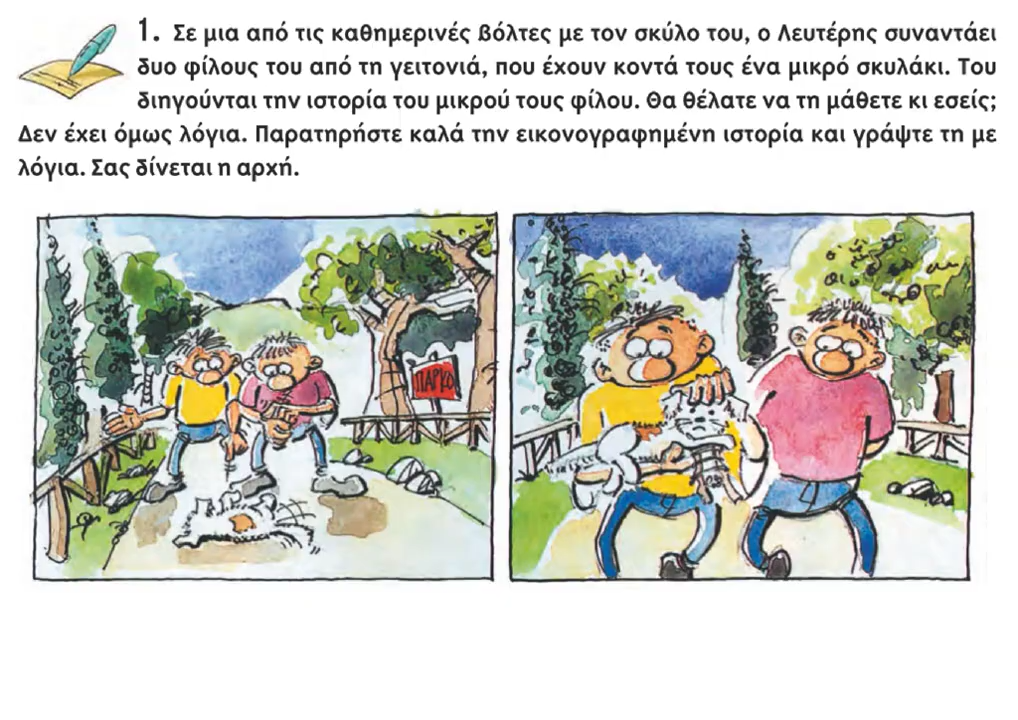 1. Σε μια από τις καθημερινές βόλτες με τον σκύλο του, ο Λευτέρης συναντάει
δυο φίλους του από τη γειτονιά, που έχουν κοντά τους ένα μικρό σκυλάκι. Του
διηγούνται την ιστορία του μικρού τους φίλου. Θα θέλατε να τη μάθετε κι εσείς;
Δεν έχει όμως λόγια. Παρατηρήστε καλά την εικονογραφημένη ιστορία και γράψτε τη με
λόγια. Σας δίνεται η αρχή.
ΠΑΡΚΟ